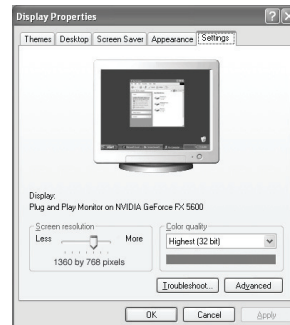 Display Properties
Themes Desktop Screen Saver Appearance Settings
Display:
Plug and Play Monitor on NVIDIA GeForce FX 5600
Screen resolution
Less More
1360 by 768 pixels
Color quality
Highest (32 bit)
Troubleshoot... Advanced
OK Cancel Apply